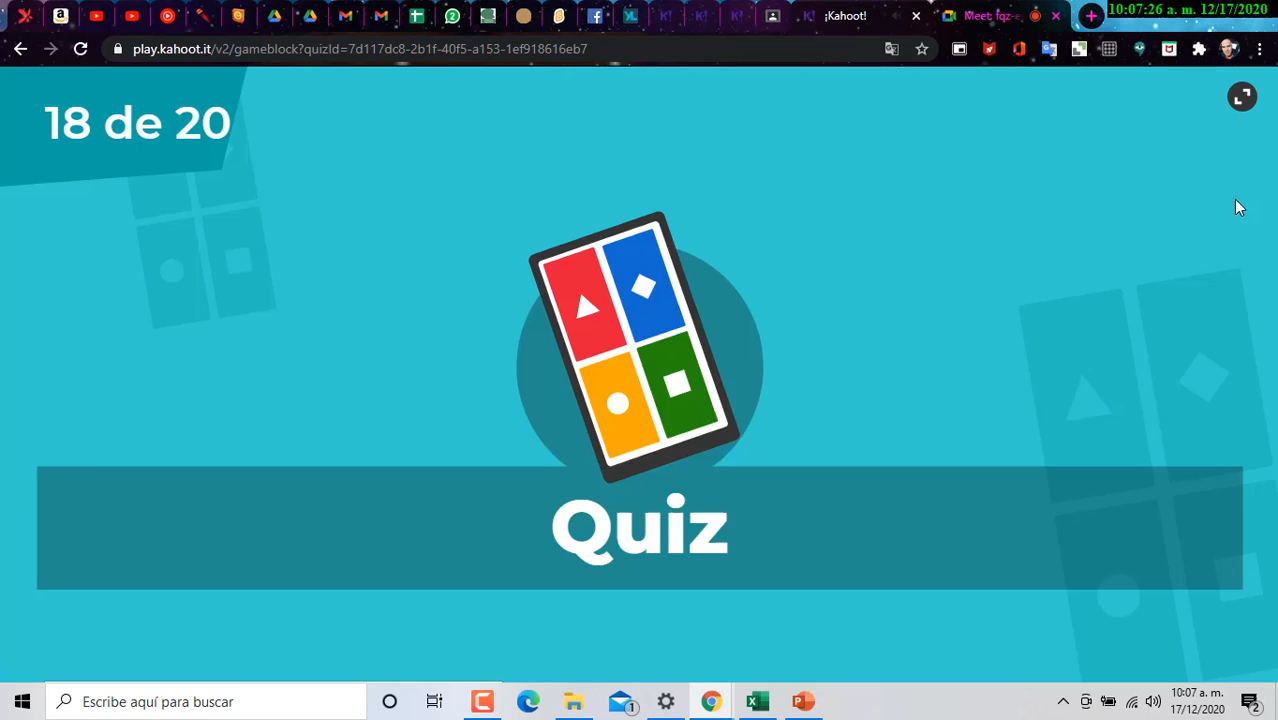 ¡Kahoot!
Meet: fqz-e
10:07:26 a. m. 12/17/2020
play.kahoot.it/v2/gameblock?quizId=7d117dc8-2b1f-40f5-a153-1ef918616eb7
18 de 20
Quiz
Escribe aquí para buscar
10:07 a. m.
17/12/2020